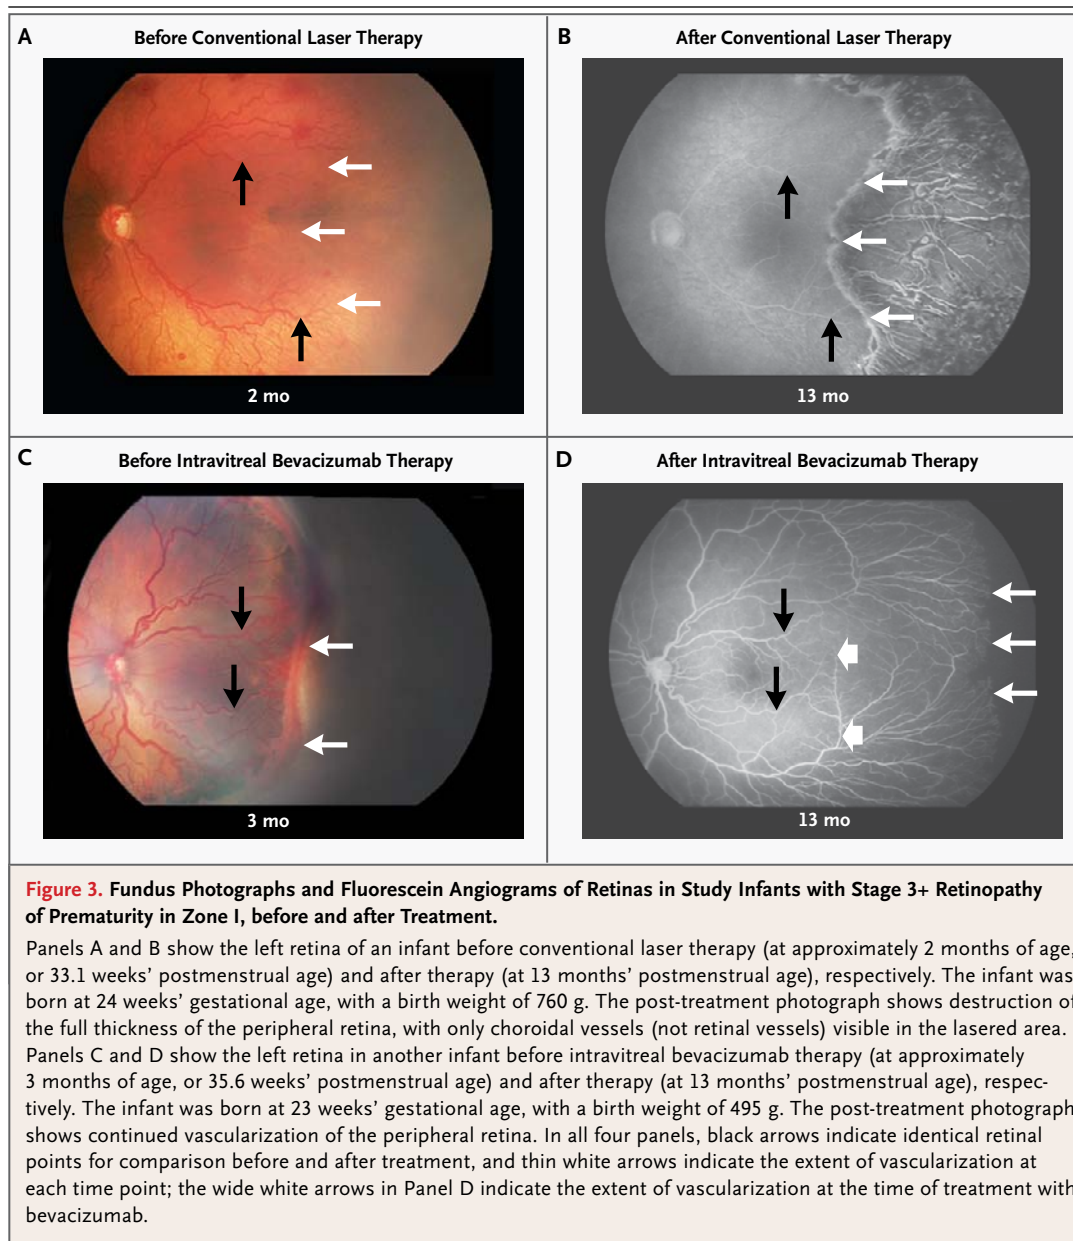 A
Before Conventional Laser Therapy
2 mo
B
After Conventional Laser Therapy
13 mo
C
Before Intravitreal Bevacizumab Therapy
3 mo
D
After Intravitreal Bevacizumab Therapy
13 mo
Figure 3. Fundus Photographs and Fluorescein Angiograms of Retinas in Study Infants with Stage 3+ Retinopathy
of Prematurity in Zone I, before and after Treatment.
Panels A and B show the left retina of an infant before conventional laser therapy (at approximately 2 months of age,
or 33.1 weeks' postmenstrual age) and after therapy (at 13 months' postmenstrual age), respectively. The infant was
born at 24 weeks' gestational age, with a birth weight of 760 g. The post-treatment photograph shows destruction of
the full thickness of the peripheral retina, with only choroidal vessels (not retinal vessels) visible in the lasered area.
Panels C and D show the left retina in another infant before intravitreal bevacizumab therapy (at approximately
3 months of age, or 35.6 weeks' postmenstrual age) and after therapy (at 13 months' postmenstrual age), respec-
tively. The infant was born at 23 weeks' gestational age, with a birth weight of 495 g. The post-treatment photograph
shows continued vascularization of the peripheral retina. In all four panels, black arrows indicate identical retinal
points for comparison before and after treatment, and thin white arrows indicate the extent of vascularization at
each time point; the wide white arrows in Panel D indicate the extent of vascularization at the time of treatment with
bevacizumab.